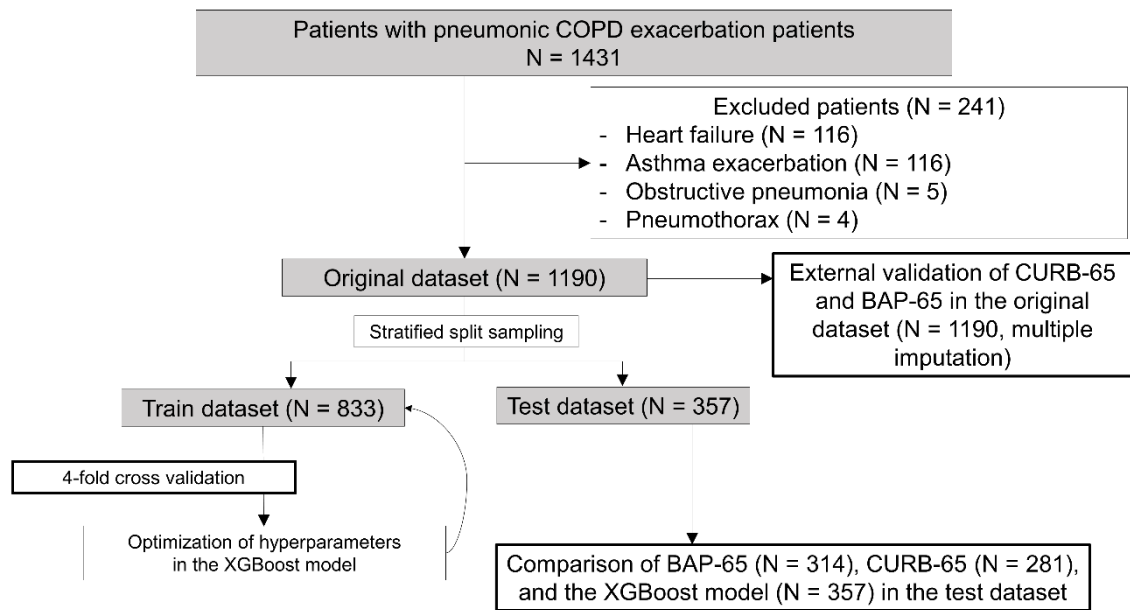 Patients with pneumonic COPD exacerbation patients
N = 1431
Excluded patients (N = 241)
- Heart failure (N = 116)
- Asthma exacerbation (N = 116)
- Obstructive pneumonia (N = 5)
- Pneumothorax (N = 4)
Original dataset (N = 1190)
External validation of CURB-65
and BAP-65 in the original
dataset (N = 1190, multiple
imputation)
Stratified split sampling
Train dataset (N = 833)
Test dataset (N = 357)
4-fold cross validation
Optimization of hyperparameters
in the XGBoost model
Comparison of BAP-65 (N = 314), CURB-65 (N = 281),
and the XGBoost model (N = 357) in the test dataset